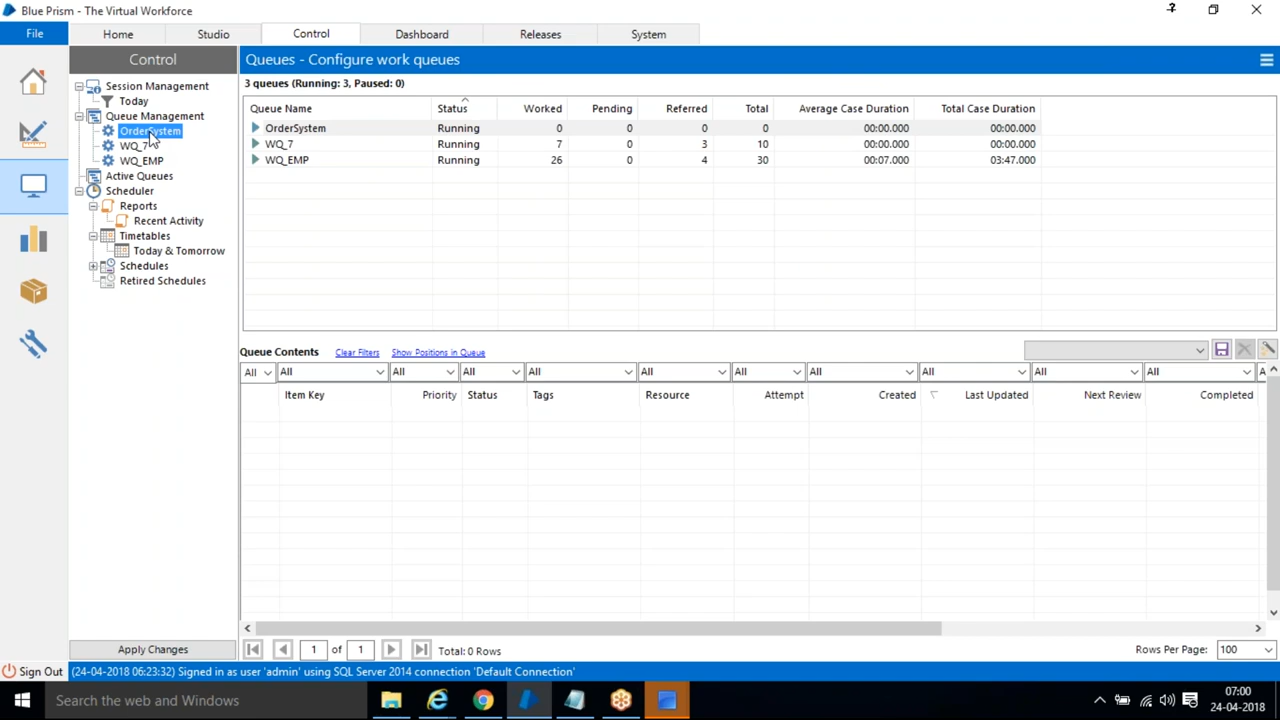 Blue Prism - The Virtual Workforce
File Home Studio Control Dashboard Releases System
Control
Session Management
Today
Queue Management
OrderSystem
WQ_7
WQ_EMP
Active Queues
Scheduler
Reports
Recent Activity
Timetables
Today & Tomorrow
Schedules
Retired Schedules
Apply Changes
Queues - Configure work queues
3 queues (Running: 3, Paused: 0)
Queue Name Status Worked Pending Referred Total Average Case Duration Total Case Duration
OrderSystem Running 0 0 0 0 00:00.000 00:00.000
WQ_7 Running 7 0 3 10 00:00.000 00:00.000
WQ_EMP Running 26 0 4 30 00:07.000 03:47.000
Queue Contents Clear Filters Show Positions in Queue
All All All All All All All All All All All A
Item Key Priority Status Tags Resource Attempt Created Last Updated Next Review Completed
1 of 1 Total: 0 Rows Rows Per Page: 100
Sign Out (24-04-2018 06:23:32) Signed in as user 'admin' using SQL Server 2014 connection 'Default Connection'
Search the web and Windows
07:00
24-04-2018